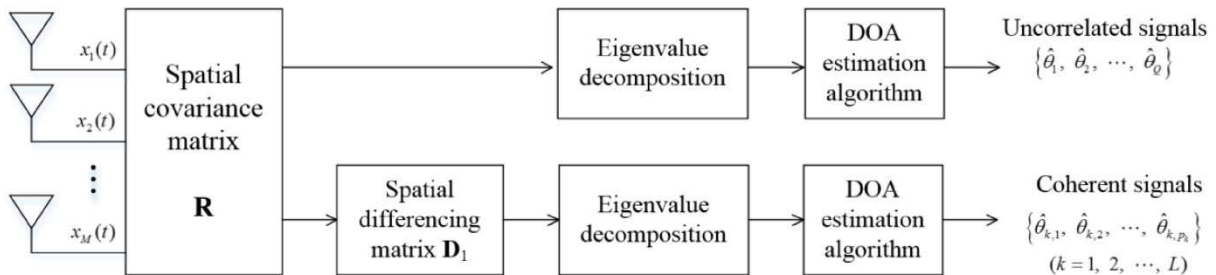 x₁(t)
x₂(t)
⋮
x_M(t)
Spatial
covariance
matrix
R
Eigenvalue
decomposition
DOA
estimation
algorithm
Uncorrelated signals
{θ̂₁, θ̂₂, ⋯, θ̂_Q}
Spatial
differencing
matrix D₁
Eigenvalue
decomposition
DOA
estimation
algorithm
Coherent signals
{θ̂_{k,1}, θ̂_{k,2}, ⋯, θ̂_{k,p_k}}
(k = 1, 2, ⋯, L)